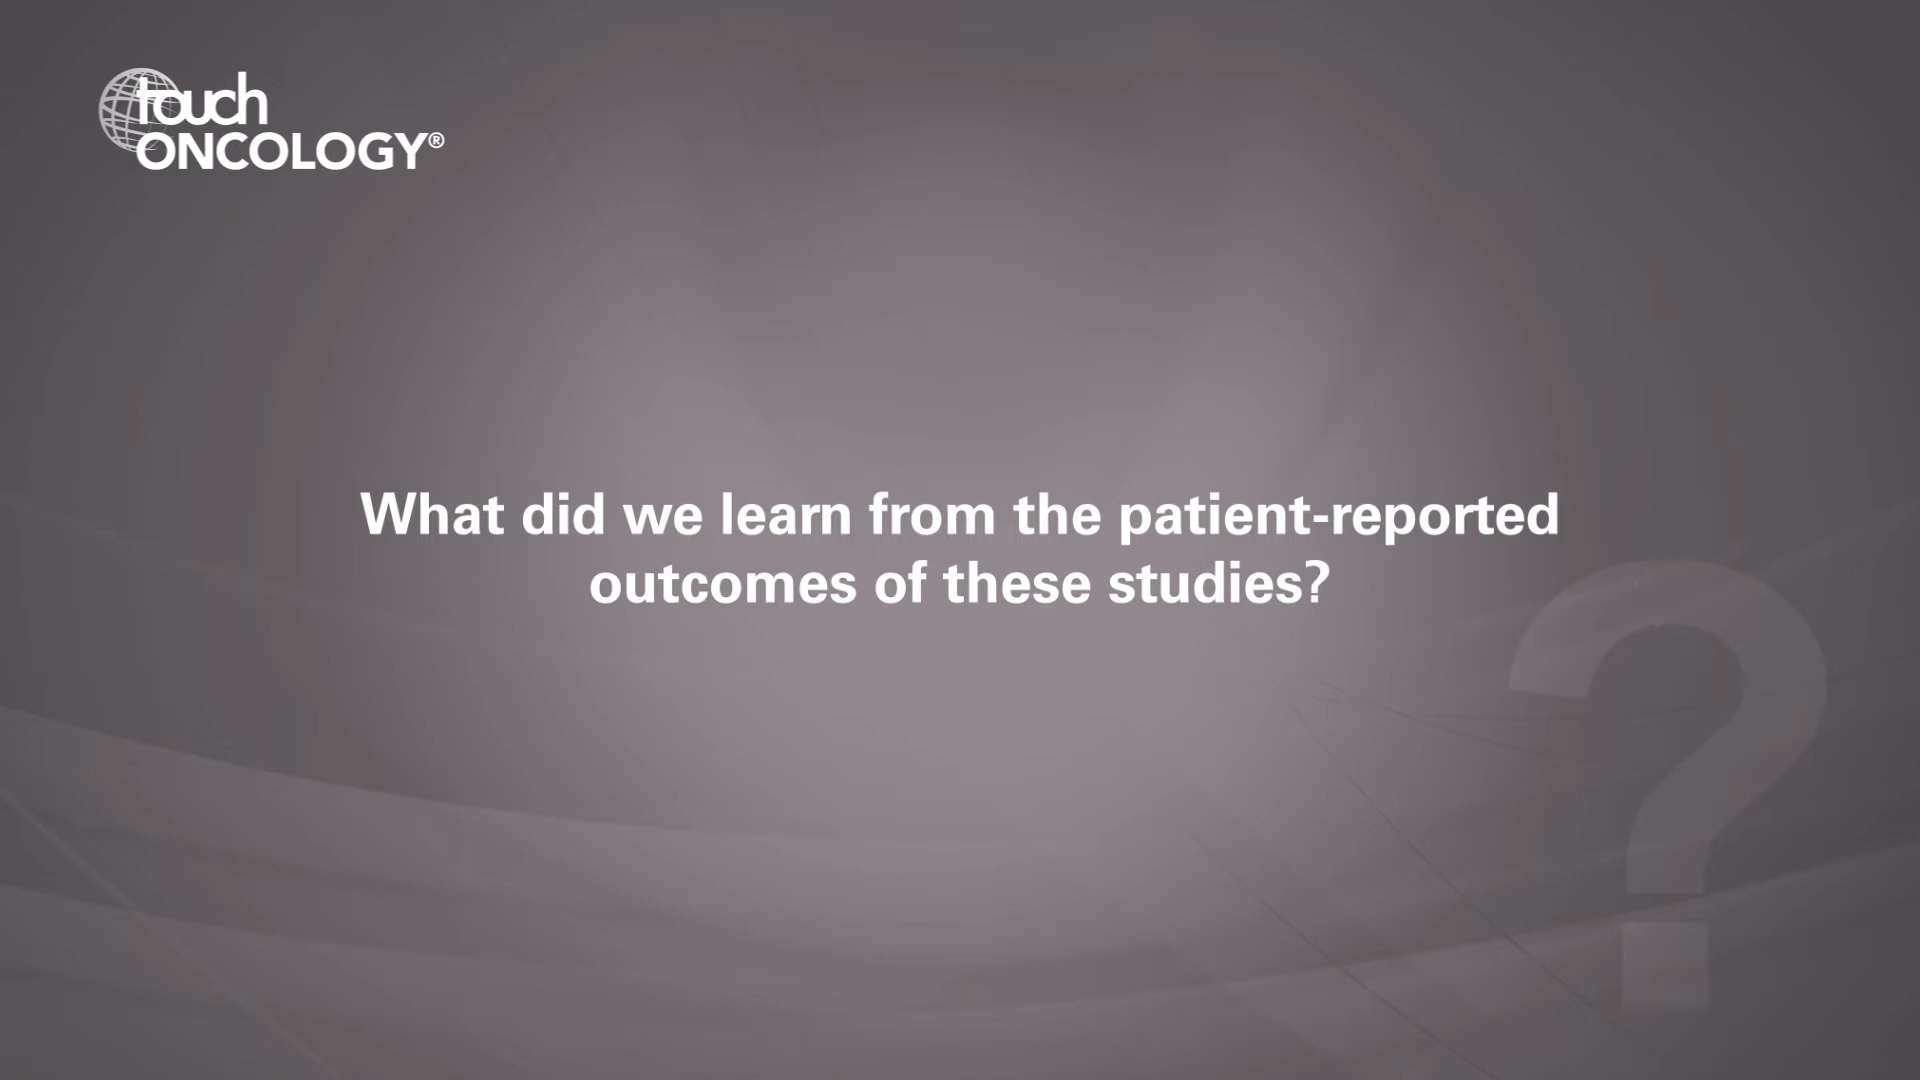 touch
ONCOLOGY®
What did we learn from the patient-reported
outcomes of these studies?
?